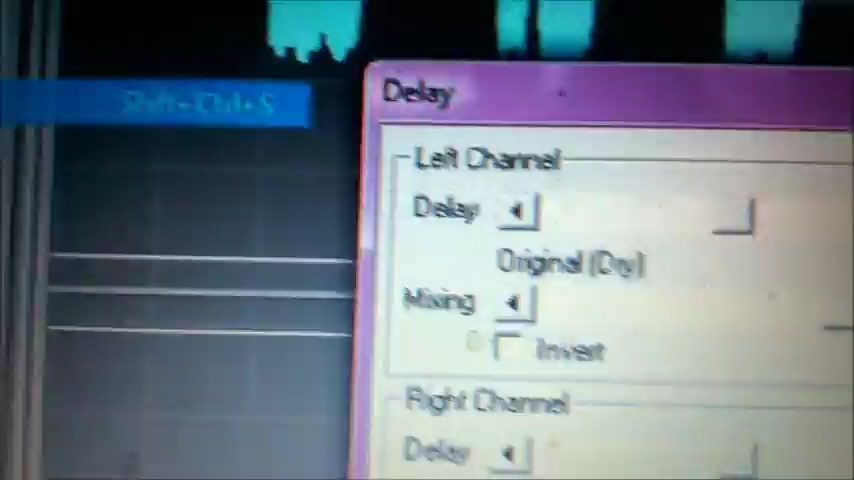 Shift+Ctrl+S
Delay
Left Channel
Delay
Original (Dry)
Mixing
Invert
Right Channel
Delay